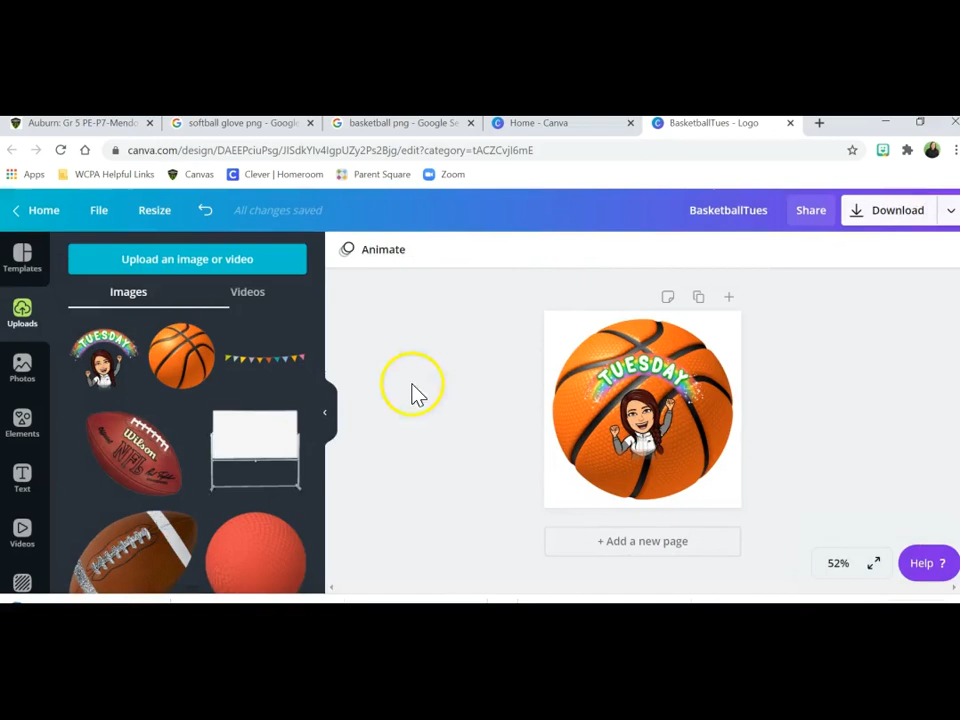 Auburn: Gr 5 PE-P7-Mendo
softball glove png - Google
basketball png - Google Se
Home - Canva
BasketballTues - Logo
canva.com/design/DAEEPciuPsg/JlSdkYlv4IgpUZy2Ps2Bjg/edit?category=tACZCvjI6mE
Apps
WCPA Helpful Links
Canvas
Clever | Homeroom
Parent Square
Zoom
Home
File
Resize
All changes saved
BasketballTues
Share
Download
Templates
Uploads
Photos
Elements
Text
Videos
Upload an image or video
Images
Videos
TUESDAY
Wilson
NFL
Animate
TUESDAY
+ Add a new page
52%
Help ?